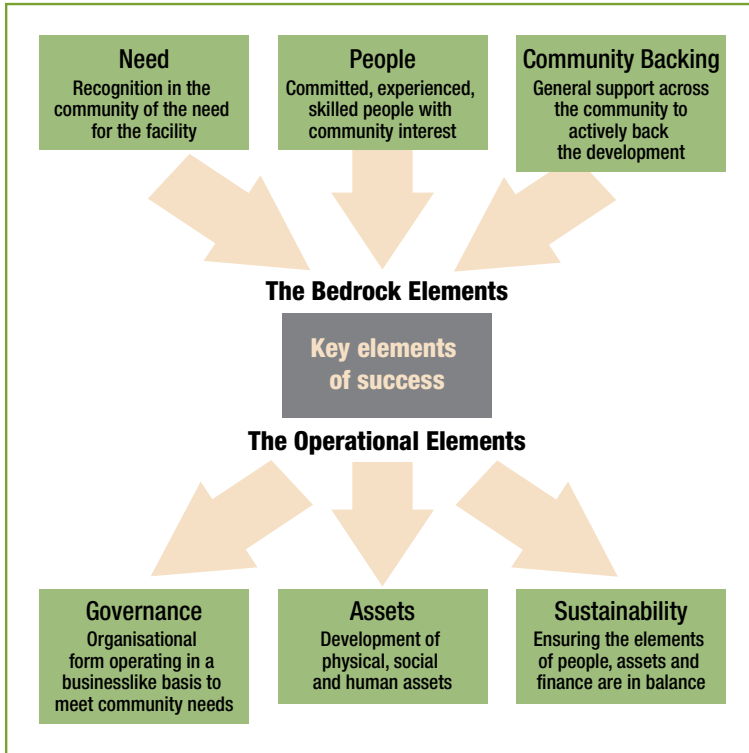 Need
Recognition in the
community of the need
for the facility
People
Committed, experienced,
skilled people with
community interest
Community Backing
General support across
the community to
actively back
the development
The Bedrock Elements
Key elements
of success
The Operational Elements
Governance
Organisational
form operating in a
businesslike basis to
meet community needs
Assets
Development of
physical, social
and human assets
Sustainability
Ensuring the elements
of people, assets and
finance are in balance